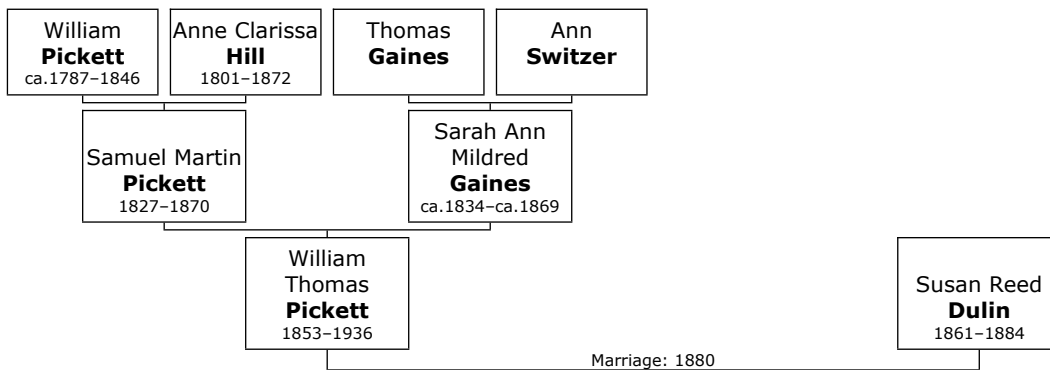 William
Pickett
ca.1787–1846
Anne Clarissa
Hill
1801–1872
Thomas
Gaines
Ann
Switzer
Samuel Martin
Pickett
1827–1870
Sarah Ann
Mildred
Gaines
ca.1834–ca.1869
William
Thomas
Pickett
1853–1936
Susan Reed
Dulin
1861–1884
Marriage: 1880